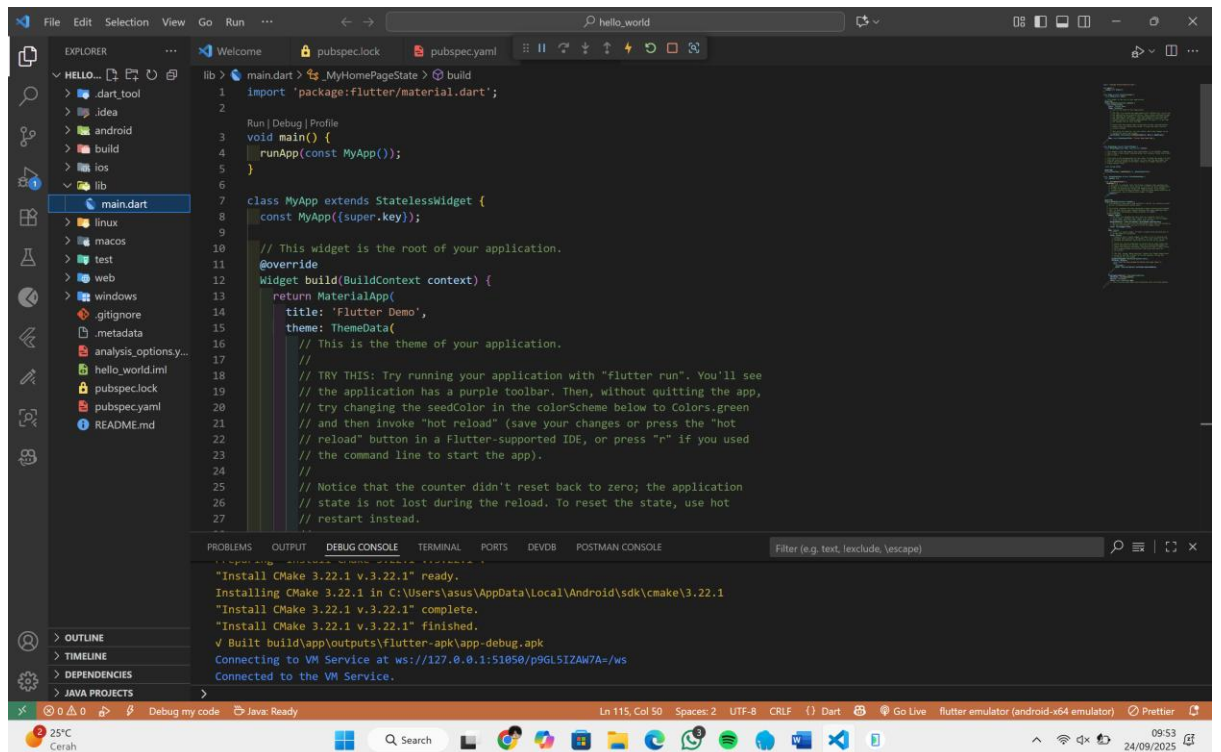 File Edit Selection View Go Run ··· hello_world
EXPLORER ···
Welcome pubspec.lock pubspec.yaml
HELLO...
lib > main.dart > _MyHomePageState > build
.dart_tool
.idea
android
build
ios
lib
main.dart
linux
macos
test
web
windows
.gitignore
.metadata
analysis_options.y...
hello_world.iml
pubspec.lock
pubspec.yaml
README.md
1 import 'package:flutter/material.dart';
2
Run | Debug | Profile
3 void main() {
4 runApp(const MyApp());
5 }
6
7 class MyApp extends StatelessWidget {
8 const MyApp({super.key});
9
10 // This widget is the root of your application.
11 @override
12 Widget build(BuildContext context) {
13 return MaterialApp(
14 title: 'Flutter Demo',
15 theme: ThemeData(
16 // This is the theme of your application.
17 //
18 // TRY THIS: Try running your application with "flutter run". You'll see
19 // the application has a purple toolbar. Then, without quitting the app,
20 // try changing the seedColor in the colorScheme below to Colors.green
21 // and then invoke "hot reload" (save your changes or press the "hot
22 // reload" button in a Flutter-supported IDE, or press "r" if you used
23 // the command line to start the app).
24 //
25 // Notice that the counter didn't reset back to zero; the application
26 // state is not lost during the reload. To reset the state, use hot
27 // restart instead.
PROBLEMS OUTPUT DEBUG CONSOLE TERMINAL PORTS DEVDB POSTMAN CONSOLE Filter (e.g. text, !exclude, \escape)
"Install CMake 3.22.1 v.3.22.1" ready.
Installing CMake 3.22.1 in C:\Users\asus\AppData\Local\Android\sdk\cmake\3.22.1
"Install CMake 3.22.1 v.3.22.1" complete.
"Install CMake 3.22.1 v.3.22.1" finished.
√ Built build\app\outputs\flutter-apk\app-debug.apk
Connecting to VM Service at ws://127.0.0.1:51050/p9GL5IZAW7A=/ws
Connected to the VM Service.
>
OUTLINE
TIMELINE
DEPENDENCIES
JAVA PROJECTS
1
0 0 Debug my code Java: Ready Ln 115, Col 50 Spaces: 2 UTF-8 CRLF {} Dart Go Live flutter emulator (android-x64 emulator) Prettier
2 25°C
Cerah
Search
3
09:53
24/09/2025